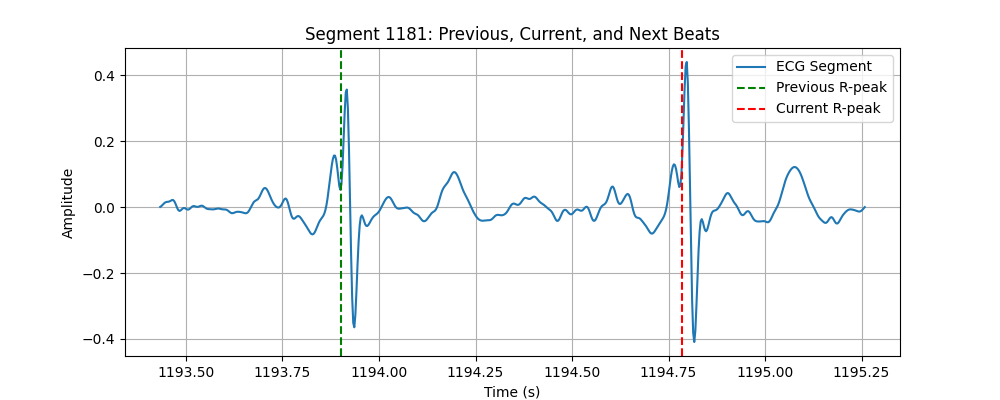 Segment 1181: Previous, Current, and Next Beats
ECG Segment
Previous R-peak
Current R-peak
Amplitude
0.4
0.2
0.0
−0.2
−0.4
1193.50 1193.75 1194.00 1194.25 1194.50 1194.75 1195.00 1195.25
Time (s)